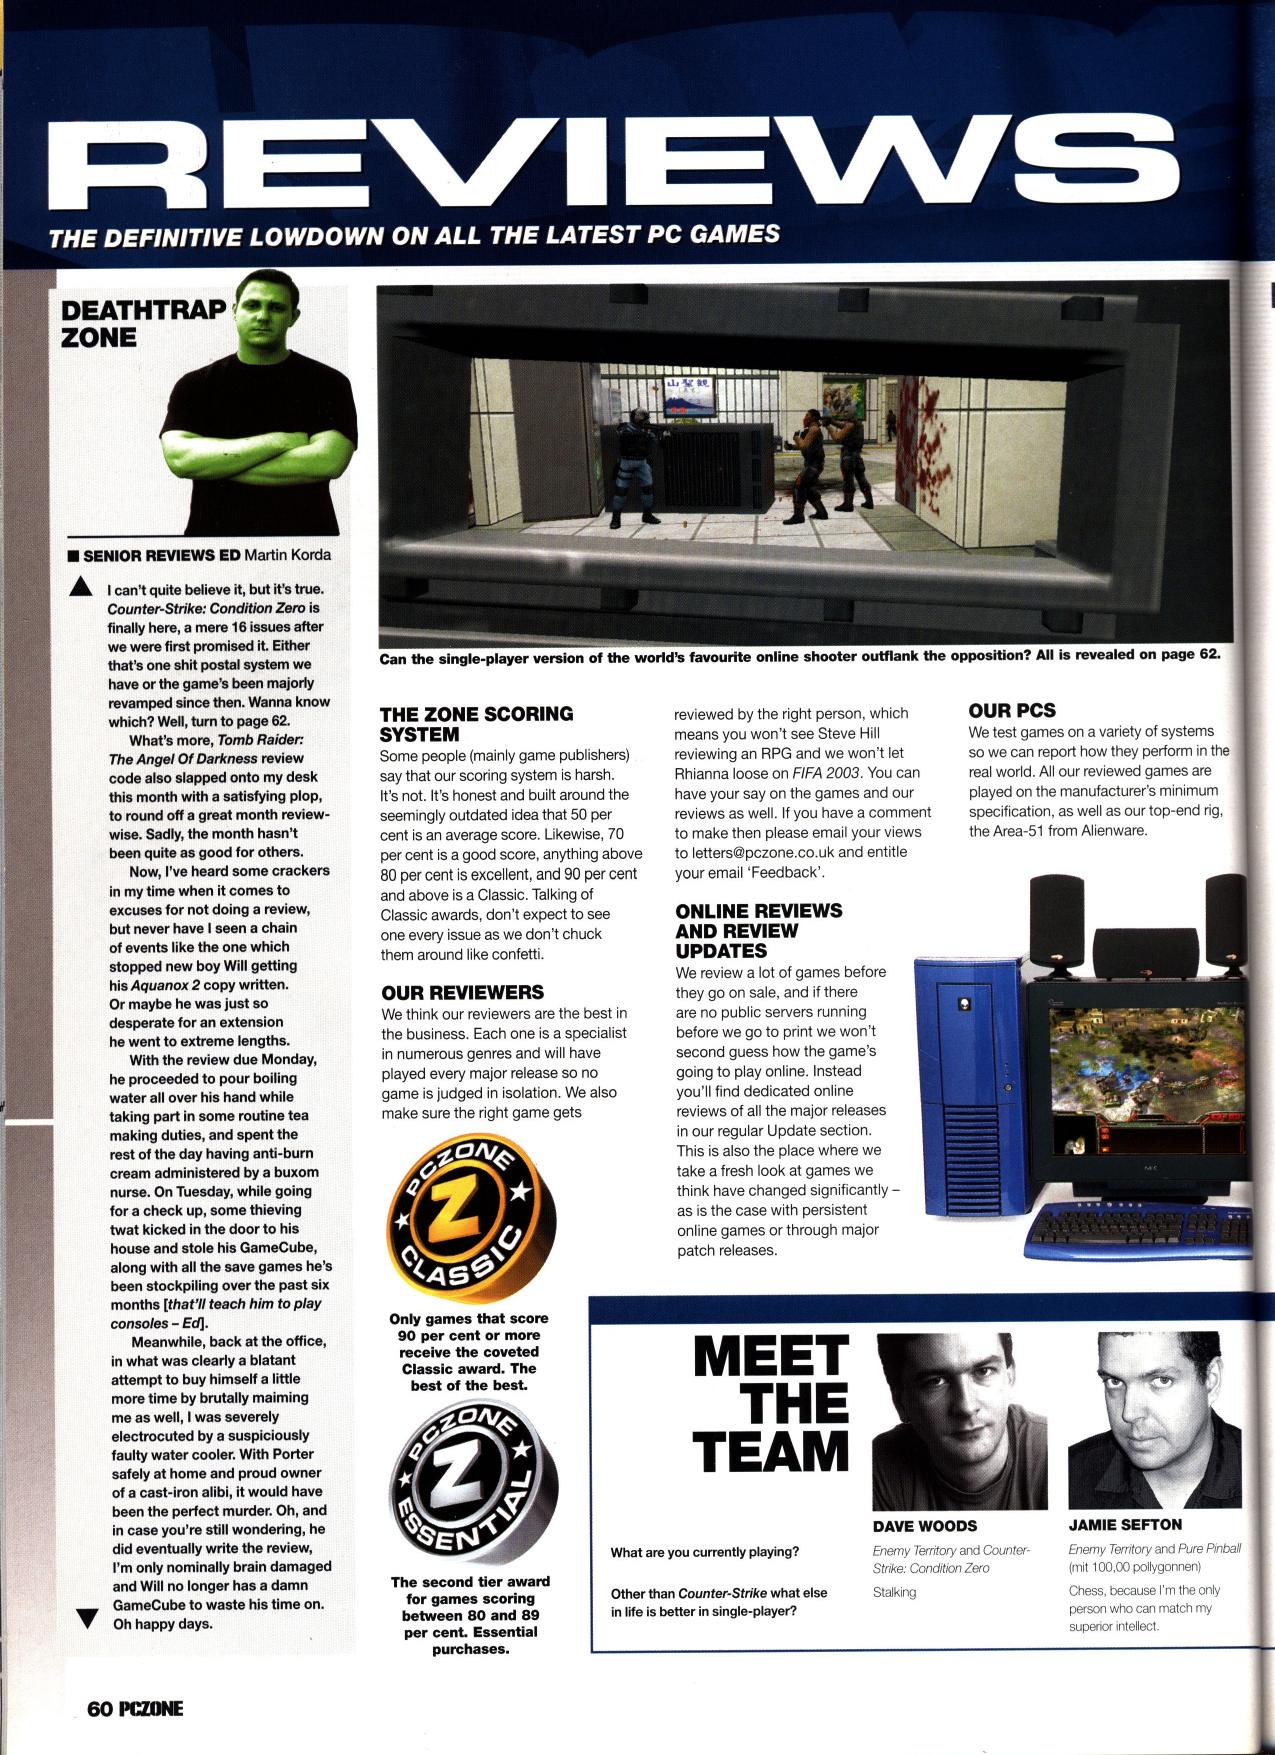 REVIEWS
THE DEFINITIVE LOWDOWN ON ALL THE LATEST PC GAMES
DEATHTRAP
ZONE
■ SENIOR REVIEWS ED Martin Korda
I can't quite believe it, but it's true.
Counter-Strike: Condition Zero is
finally here, a mere 16 issues after
we were first promised it. Either
that's one shit postal system we
have or the game's been majorly
revamped since then. Wanna know
which? Well, turn to page 62.
What's more, Tomb Raider:
The Angel Of Darkness review
code also slapped onto my desk
this month with a satisfying plop,
to round off a great month review-
wise. Sadly, the month hasn't
been quite as good for others.
Now, I've heard some crackers
in my time when it comes to
excuses for not doing a review,
but never have I seen a chain
of events like the one which
stopped new boy Will getting
his Aquanox 2 copy written.
Or maybe he was just so
desperate for an extension
he went to extreme lengths.
With the review due Monday,
he proceeded to pour boiling
water all over his hand while
taking part in some routine tea
making duties, and spent the
rest of the day having anti-burn
cream administered by a buxom
nurse. On Tuesday, while going
for a check up, some thieving
twat kicked in the door to his
house and stole his GameCube,
along with all the save games he's
been stockpiling over the past six
months [that'll teach him to play
consoles – Ed].
Meanwhile, back at the office,
in what was clearly a blatant
attempt to buy himself a little
more time by brutally maiming
me as well, I was severely
electrocuted by a suspiciously
faulty water cooler. With Porter
safely at home and proud owner
of a cast-iron alibi, it would have
been the perfect murder. Oh, and
in case you're still wondering, he
did eventually write the review,
I'm only nominally brain damaged
and Will no longer has a damn
GameCube to waste his time on.
Oh happy days.
Can the single-player version of the world's favourite online shooter outflank the opposition? All is revealed on page 62.
THE ZONE SCORING
SYSTEM
Some people (mainly game publishers)
say that our scoring system is harsh.
It's not. It's honest and built around the
seemingly outdated idea that 50 per
cent is an average score. Likewise, 70
per cent is a good score, anything above
80 per cent is excellent, and 90 per cent
and above is a Classic. Talking of
Classic awards, don't expect to see
one every issue as we don't chuck
them around like confetti.
OUR REVIEWERS
We think our reviewers are the best in
the business. Each one is a specialist
in numerous genres and will have
played every major release so no
game is judged in isolation. We also
make sure the right game gets
reviewed by the right person, which
means you won't see Steve Hill
reviewing an RPG and we won't let
Rhianna loose on FIFA 2003. You can
have your say on the games and our
reviews as well. If you have a comment
to make then please email your views
to letters@pczone.co.uk and entitle
your email 'Feedback'.
ONLINE REVIEWS
AND REVIEW
UPDATES
We review a lot of games before
they go on sale, and if there
are no public servers running
before we go to print we won't
second guess how the game's
going to play online. Instead
you'll find dedicated online
reviews of all the major releases
in our regular Update section.
This is also the place where we
take a fresh look at games we
think have changed significantly –
as is the case with persistent
online games or through major
patch releases.
OUR PCS
We test games on a variety of systems
so we can report how they perform in the
real world. All our reviewed games are
played on the manufacturer's minimum
specification, as well as our top-end rig,
the Area-51 from Alienware.
NEC
PCZONE
Z
CLASSIC
Only games that score
90 per cent or more
receive the coveted
Classic award. The
best of the best.
PCZONE
Z
ESSENTIAL
The second tier award
for games scoring
between 80 and 89
per cent. Essential
purchases.
MEET
THE
TEAM
What are you currently playing?
Other than Counter-Strike what else
in life is better in single-player?
DAVE WOODS
Enemy Territory and Counter-
Strike: Condition Zero
Stalking
JAMIE SEFTON
Enemy Territory and Pure Pinball
(mit 100,00 pollygonnen)
Chess, because I'm the only
person who can match my
superior intellect.
60 PCZONE